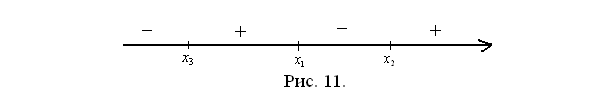 − + − +
x₃ x₁ x₂
Рис. 11.